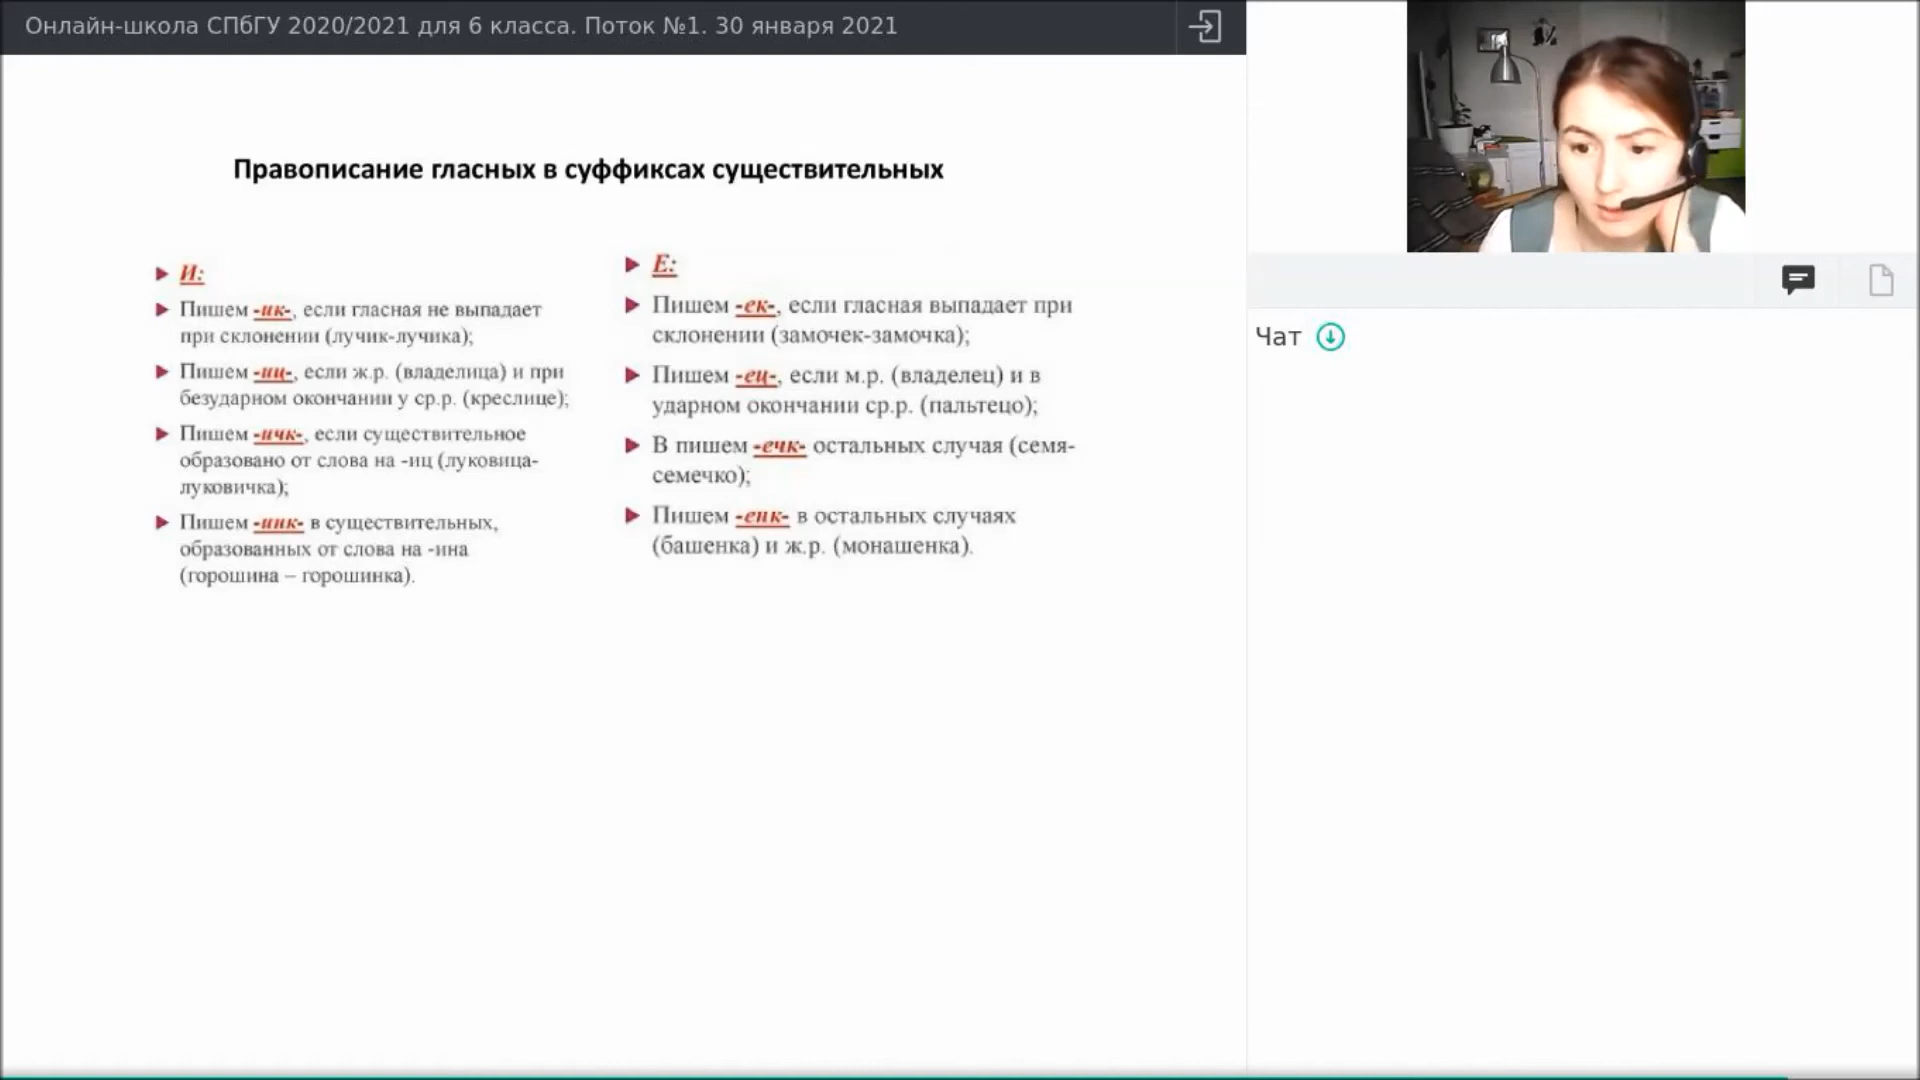 Онлайн-школа СПбГУ 2020/2021 для 6 класса. Поток №1. 30 января 2021
Правописание гласных в суффиксах существительных
И:
Пишем -ик-, если гласная не выпадает
при склонении (лучик-лучика);
Пишем -иц-, если ж.р. (владелица) и при
безударном окончании у ср.р. (креслице);
Пишем -ичк-, если существительное
образовано от слова на -иц (луковица-
луковичка);
Пишем -инк- в существительных,
образованных от слова на -ина
(горошина – горошинка).
Е:
Пишем -ек-, если гласная выпадает при
склонении (замочек-замочка);
Пишем -ец-, если м.р. (владелец) и в
ударном окончании ср.р. (пальтецо);
В пишем -ечк- остальных случая (семя-
семечко);
Пишем -енк- в остальных случаях
(башенка) и ж.р. (монашенка).
Чат